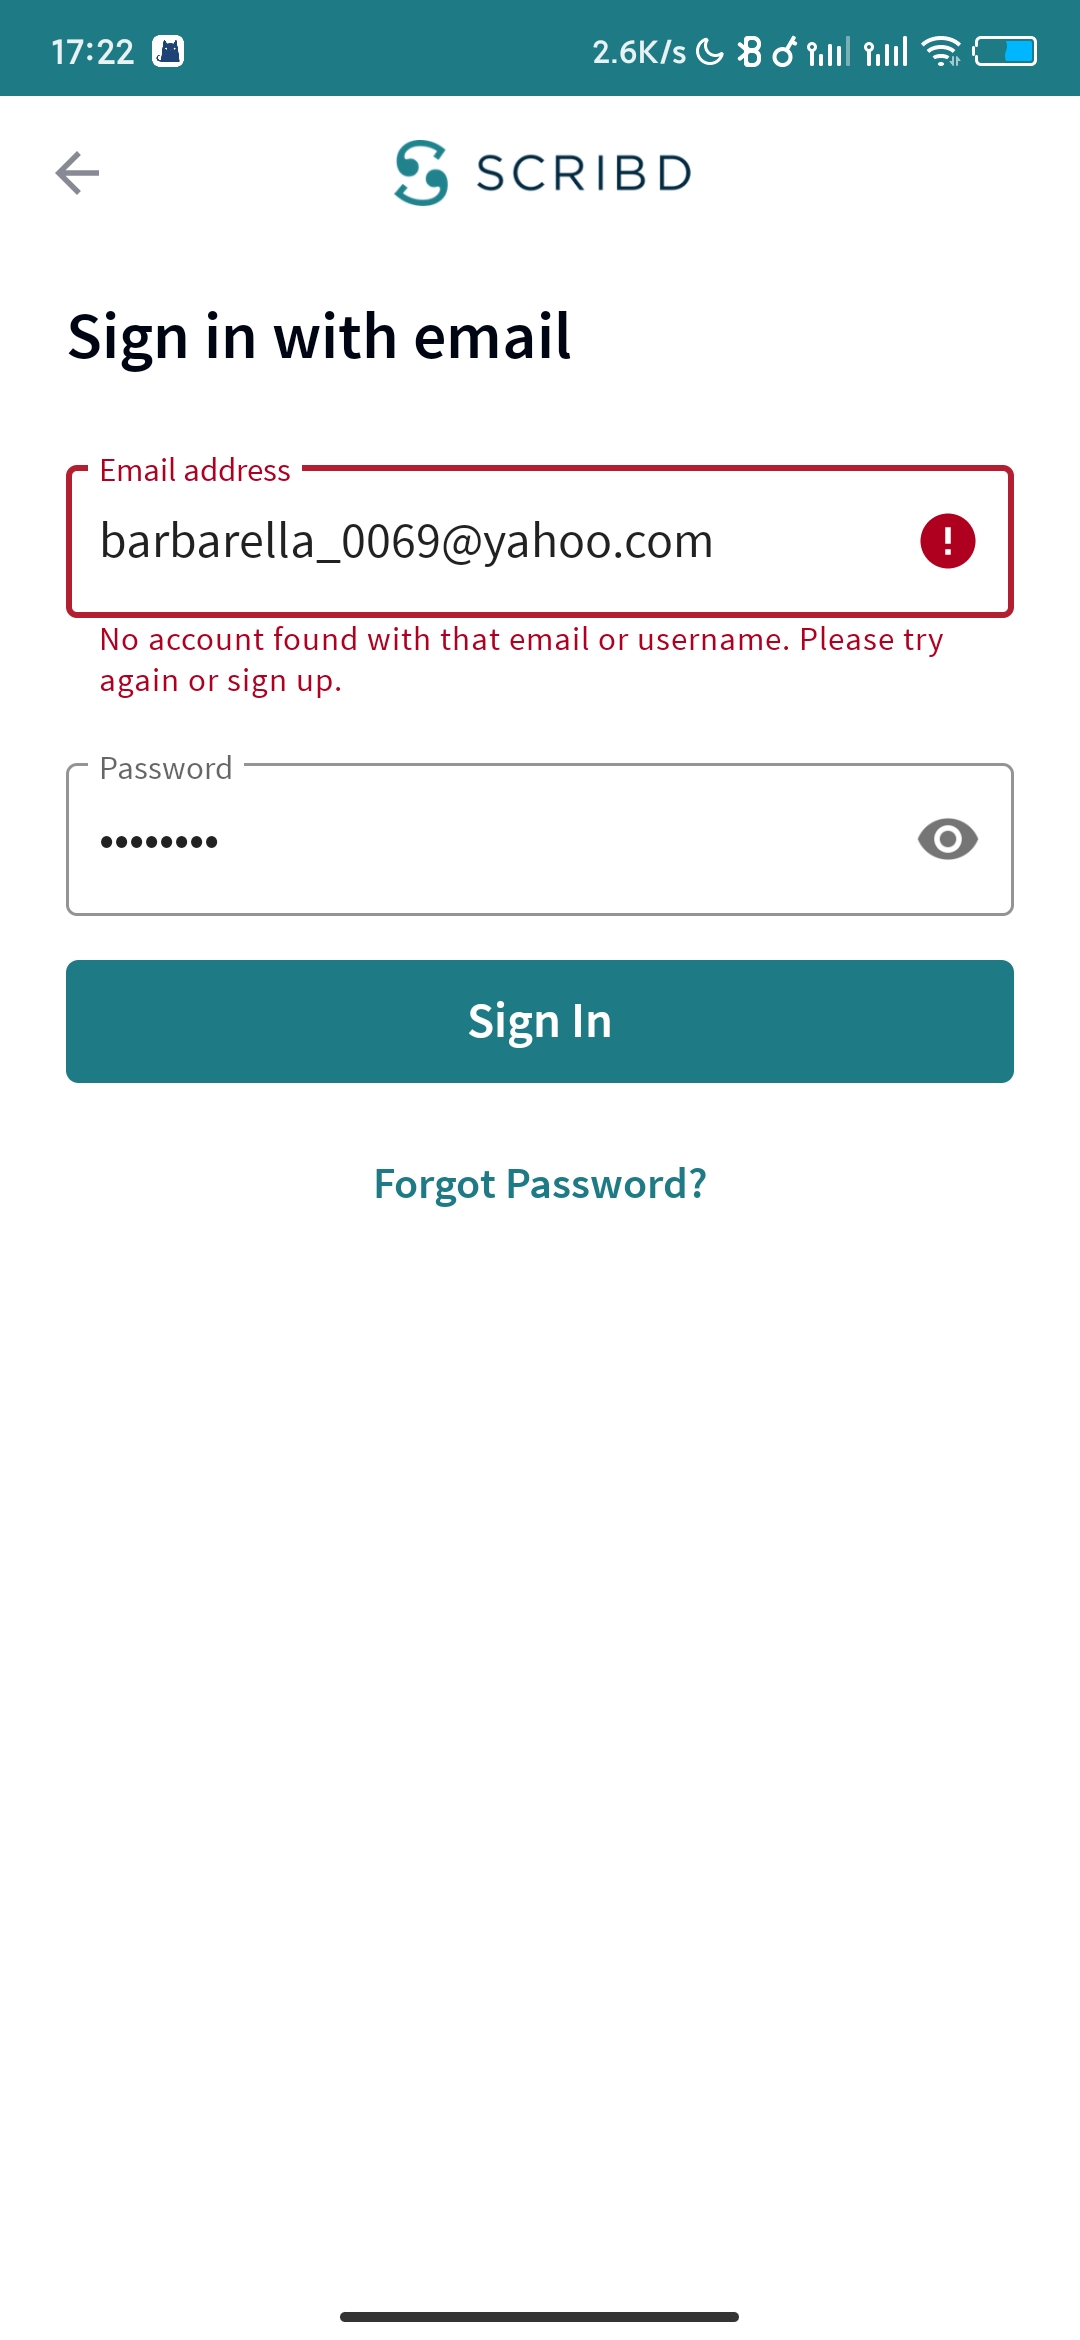 17:22
2.6K/s
SCRIBD
Sign in with email
Email address
barbarella_0069@yahoo.com
No account found with that email or username. Please try
again or sign up.
Password
••••••••
Sign In
Forgot Password?